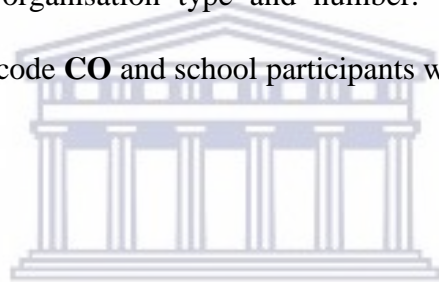 organisation type and number.
code CO and school participants w